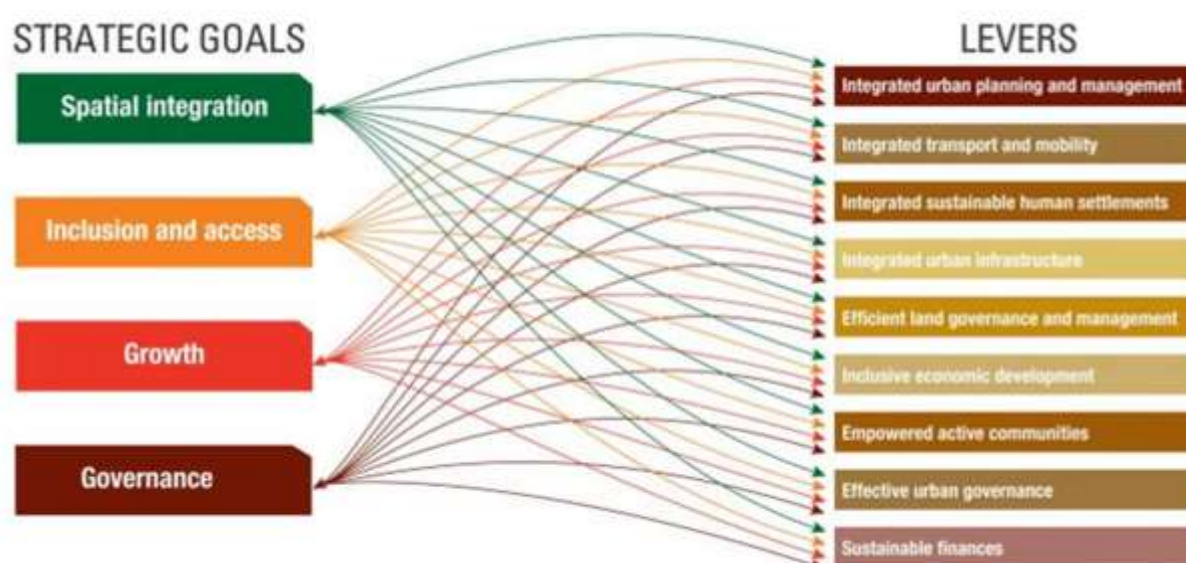 STRATEGIC GOALS
Spatial integration
Inclusion and access
Growth
Governance
LEVERS
Integrated urban planning and management
Integrated transport and mobility
Integrated sustainable human settlements
Integrated urban infrastructure
Efficient land governance and management
Inclusive economic development
Empowered active communities
Effective urban governance
Sustainable finances